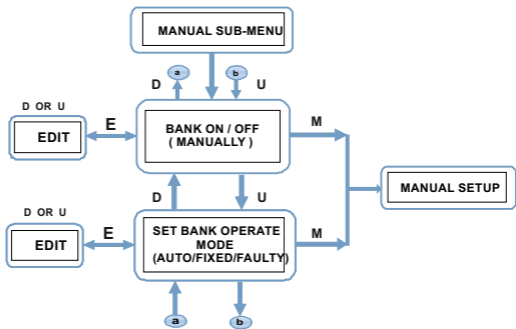 MANUAL SUB-MENU
a
b
D
U
D OR U
E
EDIT
BANK ON / OFF
( MANUALLY )
M
MANUAL SETUP
D
U
D OR U
E
EDIT
SET BANK OPERATE
MODE
(AUTO/FIXED/FAULTY)
M
a
b